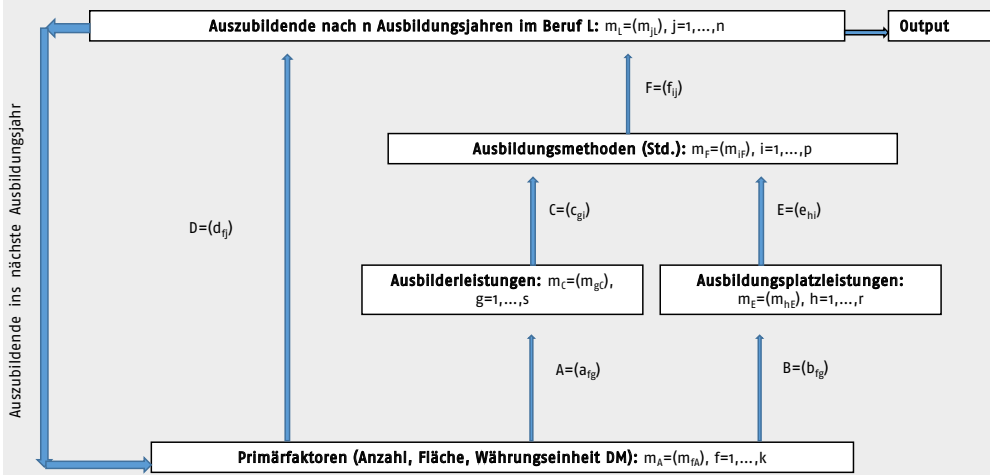 Auszubildende nach n Ausbildungsjahren im Beruf L: m_L=(m_jL), j=1,...,n
Output
F=(f_ij)
Ausbildungsmethoden (Std.): m_F=(m_iF), i=1,...,p
Auszubildende ins nächste Ausbildungsjahr
D=(d_fj)
C=(c_gi)
E=(e_hi)
Ausbilderleistungen: m_C=(m_gC),
g=1,...,s
Ausbildungsplatzleistungen:
m_E=(m_hE), h=1,...,r
A=(a_fg)
B=(b_fg)
Primärfaktoren (Anzahl, Fläche, Währungseinheit DM): m_A=(m_fA), f=1,...,k